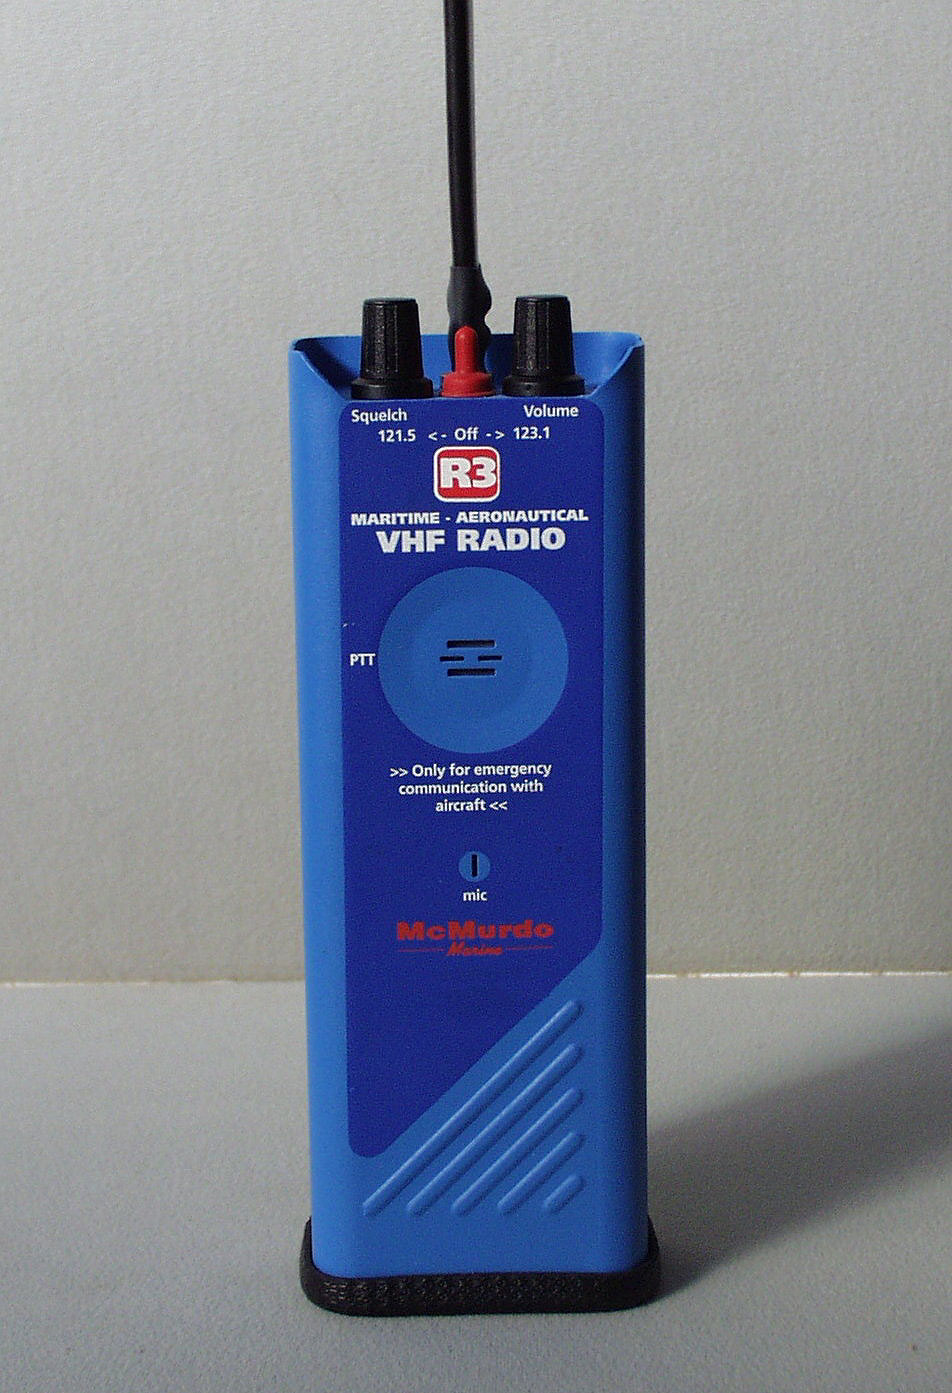 Squelch Volume
121.5 <- Off -> 123.1
R3
MARITIME - AERONAUTICAL
VHF RADIO
PTT
>> Only for emergency
communication with
aircraft <<
mic
McMurdo
Marine